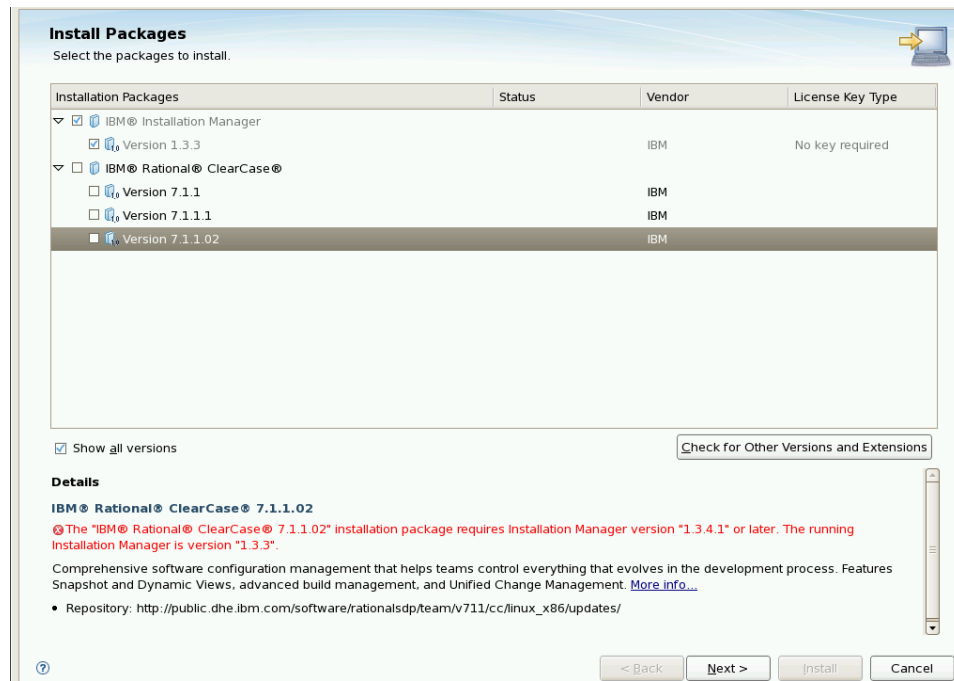 Install Packages
Select the packages to install.
Installation Packages Status Vendor License Key Type
IBM® Installation Manager
Version 1.3.3 IBM No key required
IBM® Rational® ClearCase®
Version 7.1.1 IBM
Version 7.1.1.1 IBM
Version 7.1.1.02 IBM
Show all versions
Check for Other Versions and Extensions
Details
IBM® Rational® ClearCase® 7.1.1.02
The "IBM® Rational® ClearCase® 7.1.1.02" installation package requires Installation Manager version "1.3.4.1" or later. The running
Installation Manager is version "1.3.3".
Comprehensive software configuration management that helps teams control everything that evolves in the development process. Features
Snapshot and Dynamic Views, advanced build management, and Unified Change Management. More info...
• Repository: http://public.dhe.ibm.com/software/rationalsdp/team/v711/cc/linux_x86/updates/
? < Back Next > Install Cancel